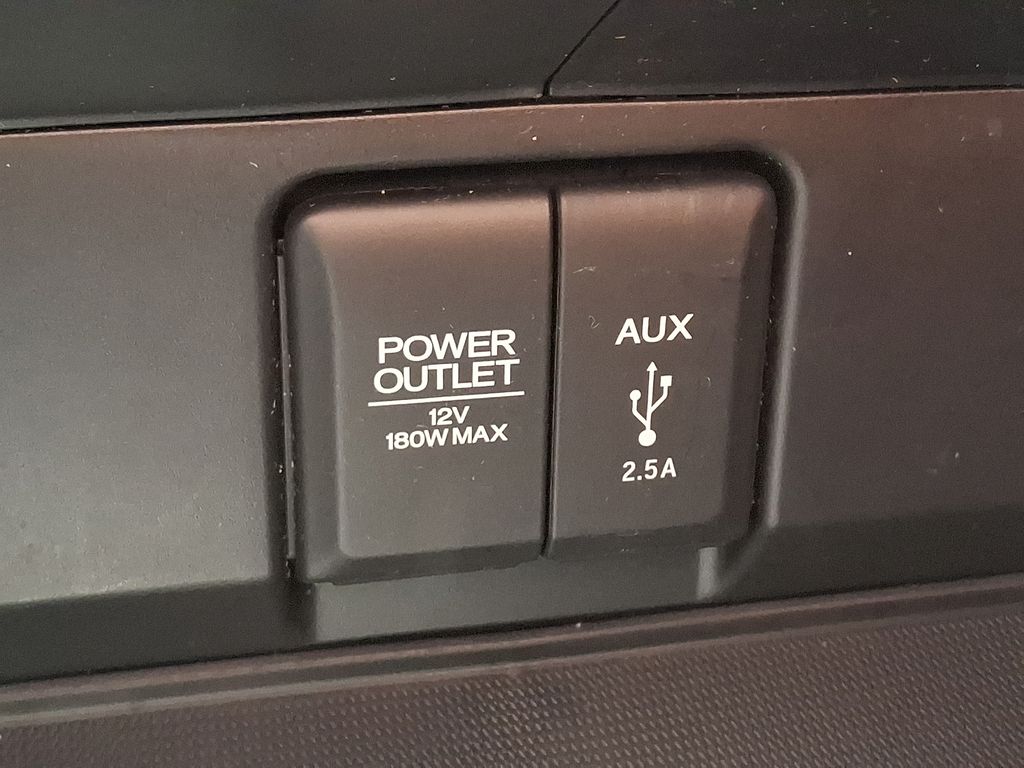 POWER
OUTLET
12V
180W MAX
AUX
2.5A